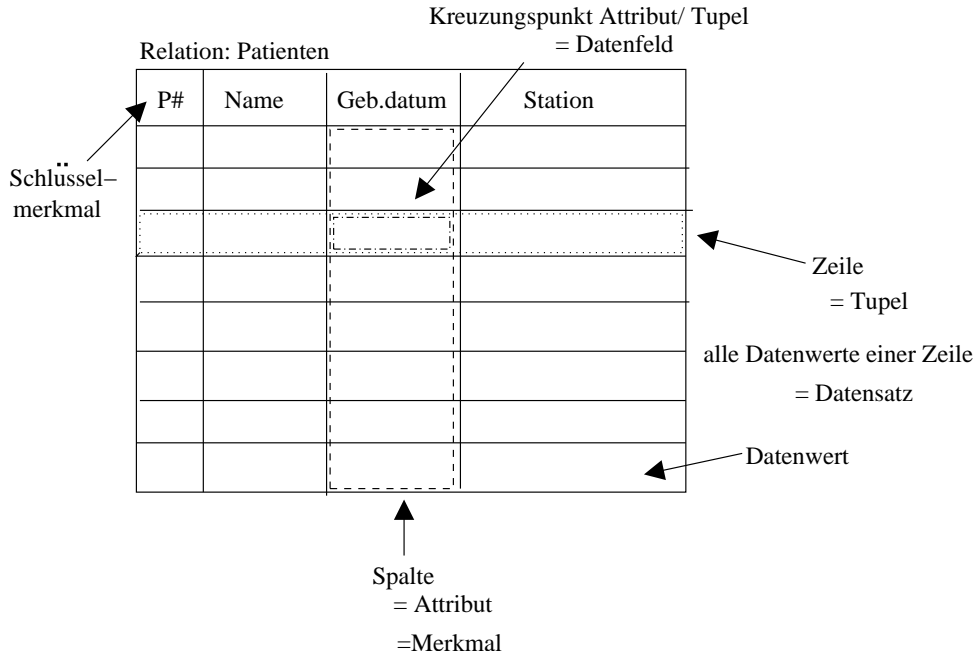 Kreuzungspunkt Attribut/ Tupel
= Datenfeld
Relation: Patienten
P# Name Geb.datum Station
Schlüssel–
merkmal
Zeile
= Tupel
alle Datenwerte einer Zeile
= Datensatz
Datenwert
Spalte
= Attribut
=Merkmal